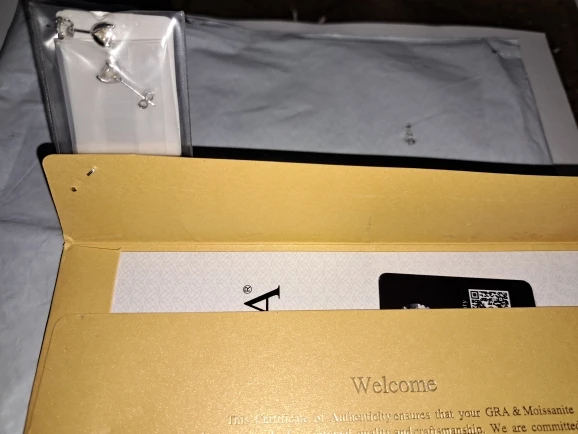 A®
Welcome
This Certificate of Authenticity ensures that your GRA & Moissanite
quality and craftsmanship. We are committed